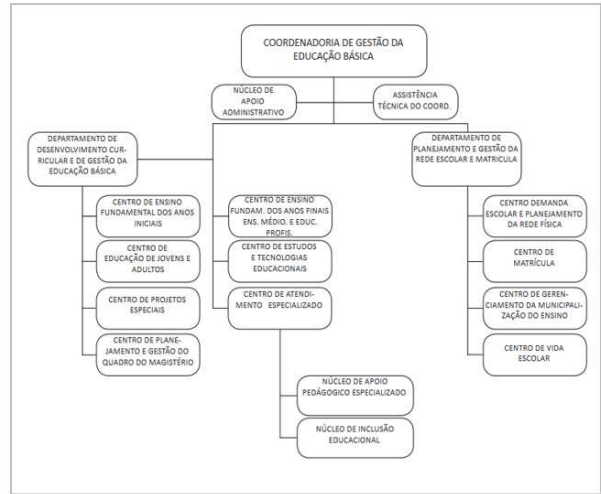 COORDENADORIA DE GESTÃO DA
EDUCAÇÃO BÁSICA
NÚCLEO DE
APOIO
ADMINISTRATIVO
ASSISTÊNCIA
TÉCNICA DO COORD.
DEPARTAMENTO DE
DESENVOLVIMENTO CUR-
RICULAR E DE GESTÃO DA
EDUCAÇÃO BÁSICA
DEPARTAMENTO DE
PLANEJAMENTO E GESTÃO DA
REDE ESCOLAR E MATRICULA
CENTRO DE ENSINO
FUNDAMENTAL DOS ANOS
INICIAIS
CENTRO DE
EDUCAÇÃO DE JOVENS E
ADULTOS
CENTRO DE PROJETOS
ESPECIAIS
CENTRO DE PLANE-
JAMENTO E GESTÃO DO
QUADRO DO MAGISTÉRIO
CENTRO DE ENSINO
FUNDAM. DOS ANOS FINAIS
ENS. MÉDIO. E EDUC.
PROFIS.
CENTRO DE ESTUDOS
E TECNOLOGIAS
EDUCACIONAIS
CENTRO DE ATENDI-
MENTO ESPECIALIZADO
NÚCLEO DE APOIO
PEDAGÓGICO ESPECIALIZADO
NÚCLEO DE INCLUSÃO
EDUCACIONAL
CENTRO DEMANDA
ESCOLAR E PLANEJAMENTO
DA REDE FÍSICA
CENTRO DE
MATRÍCULA
CENTRO DE GEREN-
CIAMENTO DA MUNICIPALI-
ZAÇÃO DO ENSINO
CENTRO DE VIDA
ESCOLAR